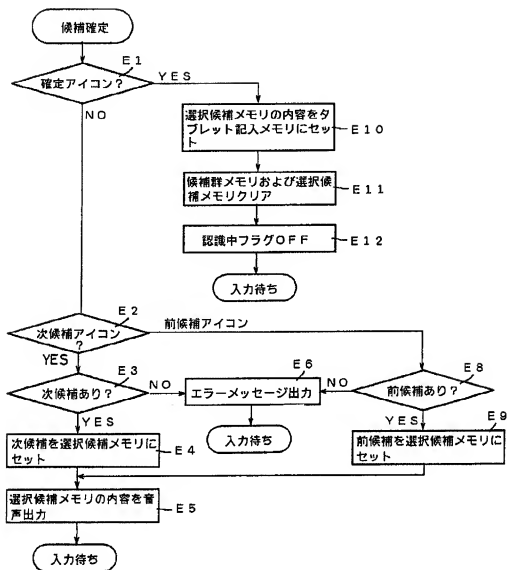 候補確定
E1
確定アイコン?
YES
NO
選択候補メモリの内容をタ
ブレット記入メモリにセッ
ト
E10
候補群メモリおよび選択候
補メモリクリア
E11
認識中フラグOFF
E12
入力待ち
E2
次候補アイコン
?
前候補アイコン
YES
E3
次候補あり?
NO
E6
エラーメッセージ出力
NO
E8
前候補あり?
YES
入力待ち
YES
E9
次候補を選択候補メモリに
セット
E4
前候補を選択候補メモリに
セット
選択候補メモリの内容を音
声出力
E5
入力待ち